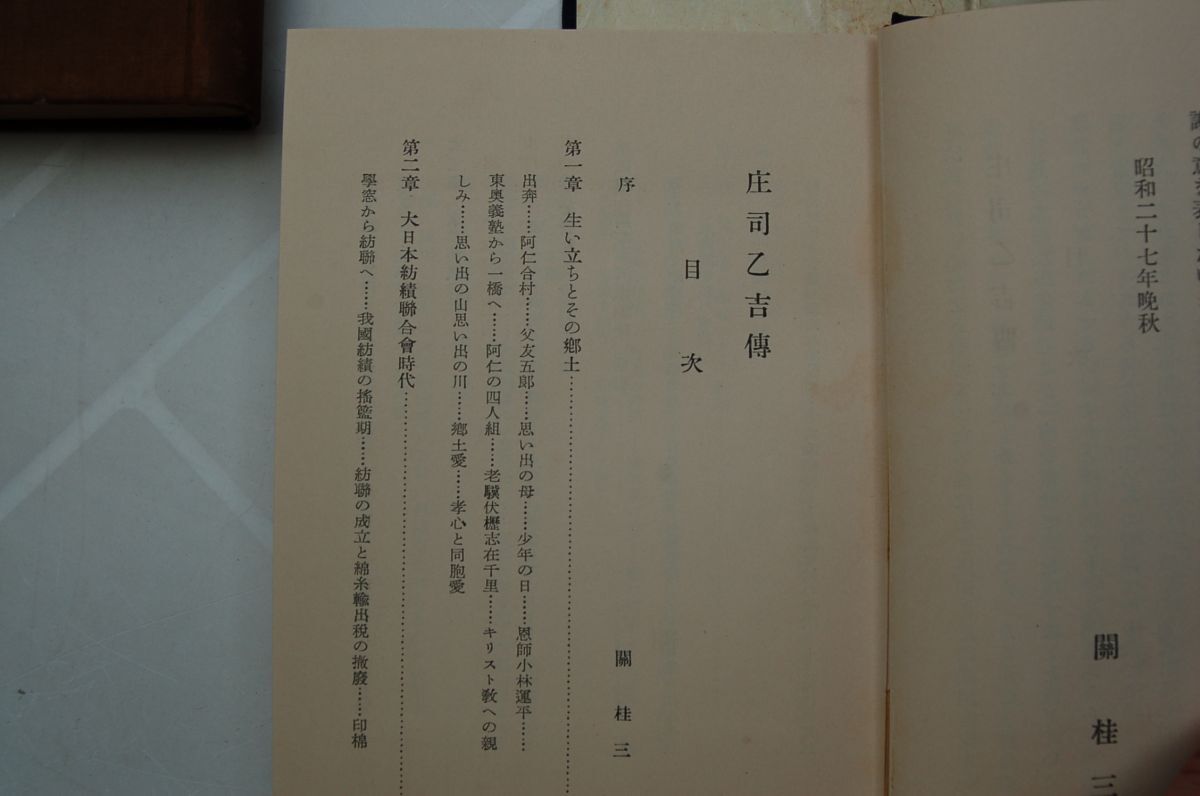 昭和二十七年晩秋
關桂三
庄司乙吉傳
目次
序 關桂三
第一章 生い立ちとその鄕土……………………
出奔……阿仁合村……父友五郞……思い出の母……少年の日……恩師小林運平……
東奧義塾から一橋へ……阿仁の四人組……老驥伏櫪志在千里……キリスト敎への親
しみ……思い出の山思い出の川……鄕土愛……孝心と同胞愛
第二章 大日本紡績聯合會時代……………………
學窓から紡聯へ……我國紡績の搖籃期……紡聯の成立と綿糸輸出稅の撤廢……印棉